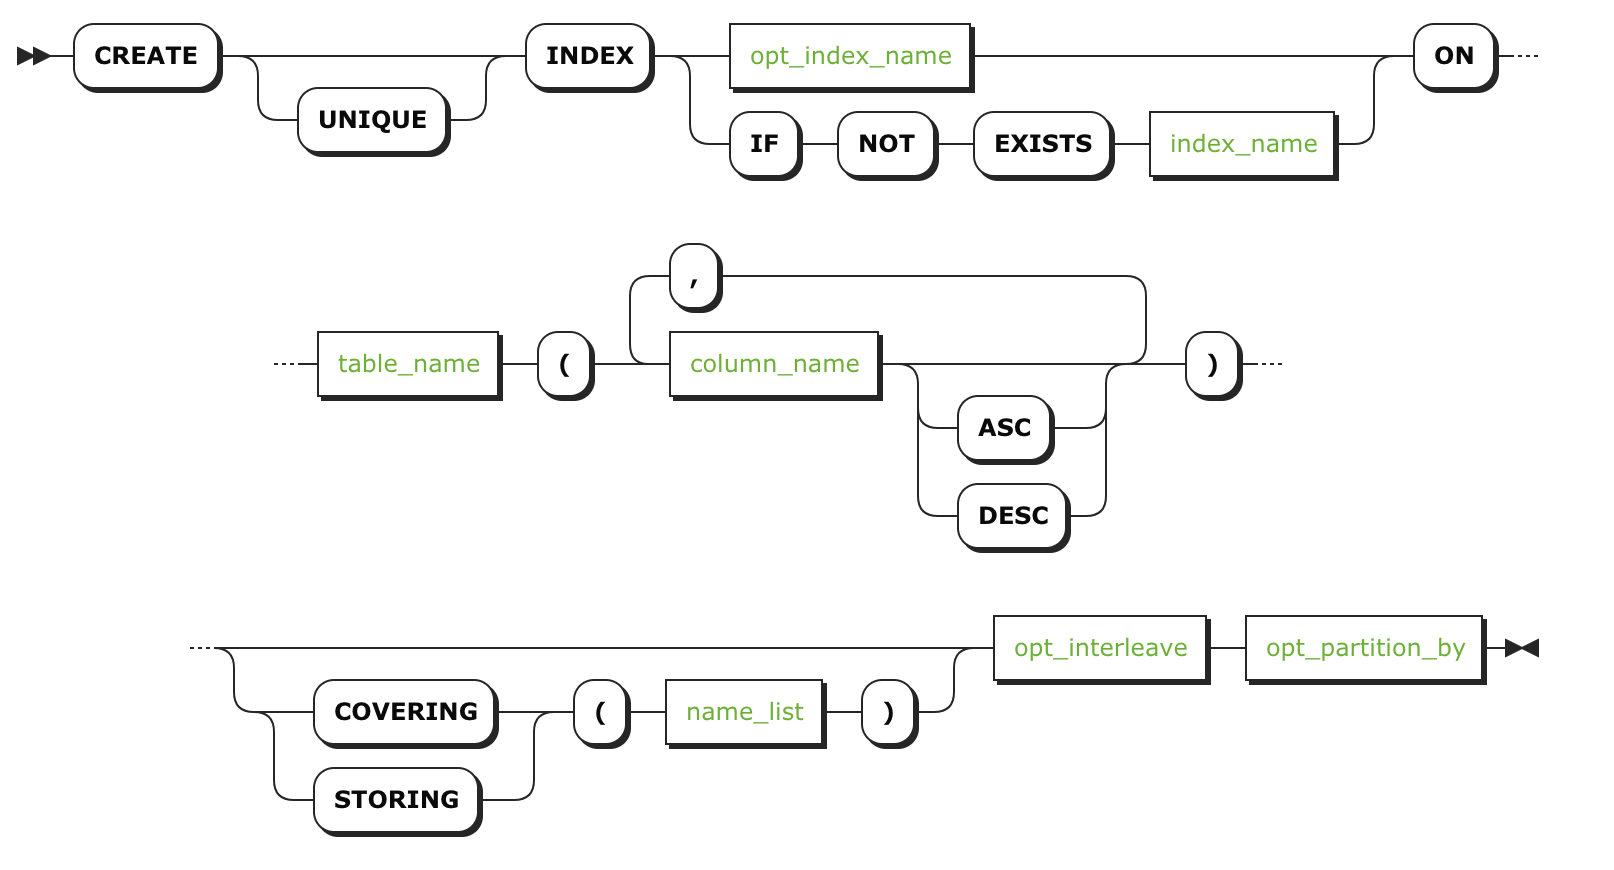 CREATE INDEX opt_index_name ON
UNIQUE
IF NOT EXISTS index_name
,
table_name ( column_name )
ASC
DESC
opt_interleave opt_partition_by
COVERING ( name_list )
STORING